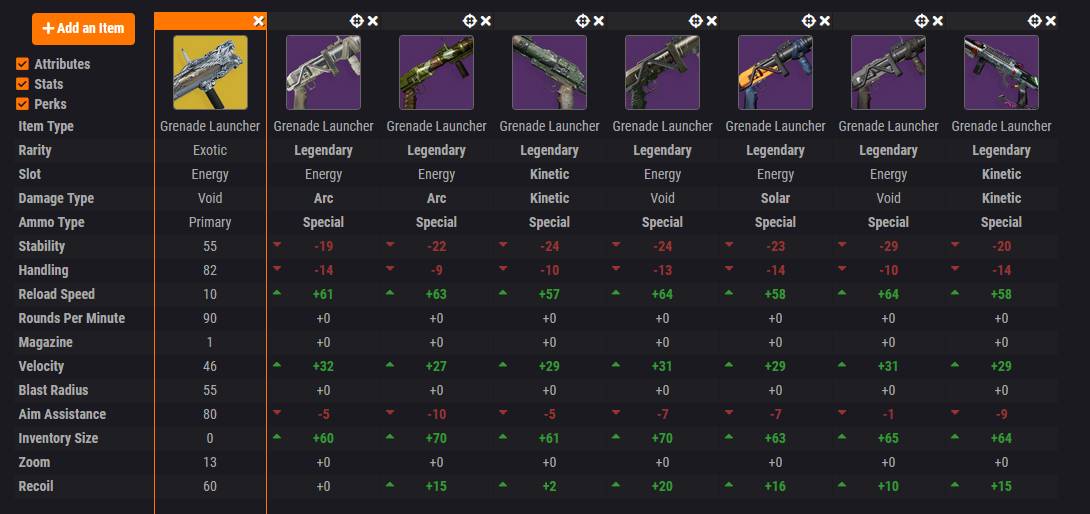 + Add an Item
Attributes
Stats
Perks
Item Type Grenade Launcher Grenade Launcher Grenade Launcher Grenade Launcher Grenade Launcher Grenade Launcher Grenade Launcher Grenade Launcher
Rarity Exotic Legendary Legendary Legendary Legendary Legendary Legendary Legendary
Slot Energy Energy Energy Kinetic Energy Energy Energy Kinetic
Damage Type Void Arc Arc Kinetic Void Solar Void Kinetic
Ammo Type Primary Special Special Special Special Special Special Special
Stability 55 -19 -22 -24 -24 -23 -29 -20
Handling 82 -14 -9 -10 -13 -14 -10 -14
Reload Speed 10 +61 +63 +57 +64 +58 +64 +58
Rounds Per Minute 90 +0 +0 +0 +0 +0 +0 +0
Magazine 1 +0 +0 +0 +0 +0 +0 +0
Velocity 46 +32 +27 +29 +31 +29 +31 +29
Blast Radius 55 +0 +0 +0 +0 +0 +0 +0
Aim Assistance 80 -5 -10 -5 -7 -7 -1 -9
Inventory Size 0 +60 +70 +61 +70 +63 +65 +64
Zoom 13 +0 +0 +0 +0 +0 +0 +0
Recoil 60 +0 +15 +2 +20 +16 +10 +15